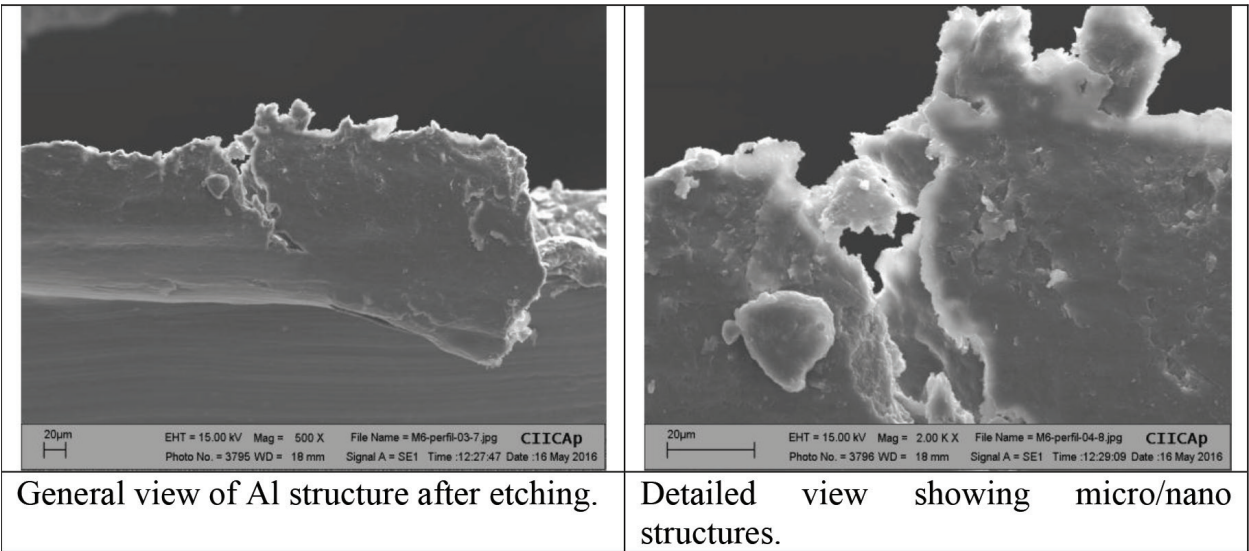 20µm
EHT = 15.00 kV Mag = 500 X File Name = M6-perfil-03-7.jpg CIICAp
Photo No. = 3795 WD = 18 mm Signal A = SE1 Time :12:27:47 Date :16 May 2016
20µm
EHT = 15.00 kV Mag = 2.00 K X File Name = M6-perfil-04-8.jpg CIICAp
Photo No. = 3796 WD = 18 mm Signal A = SE1 Time :12:29:09 Date :16 May 2016
General view of Al structure after etching.
Detailed view showing micro/nano
structures.